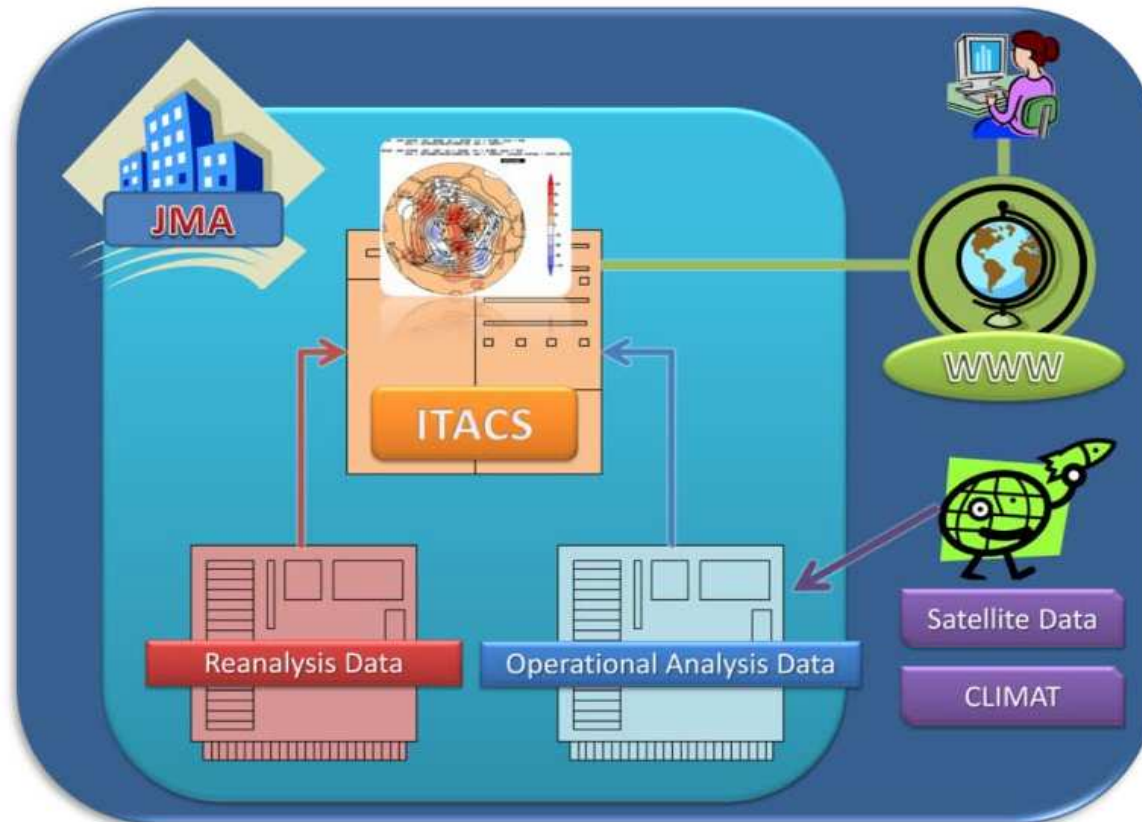 JMA
ITACS
WWW
Reanalysis Data
Operational Analysis Data
Satellite Data
CLIMAT